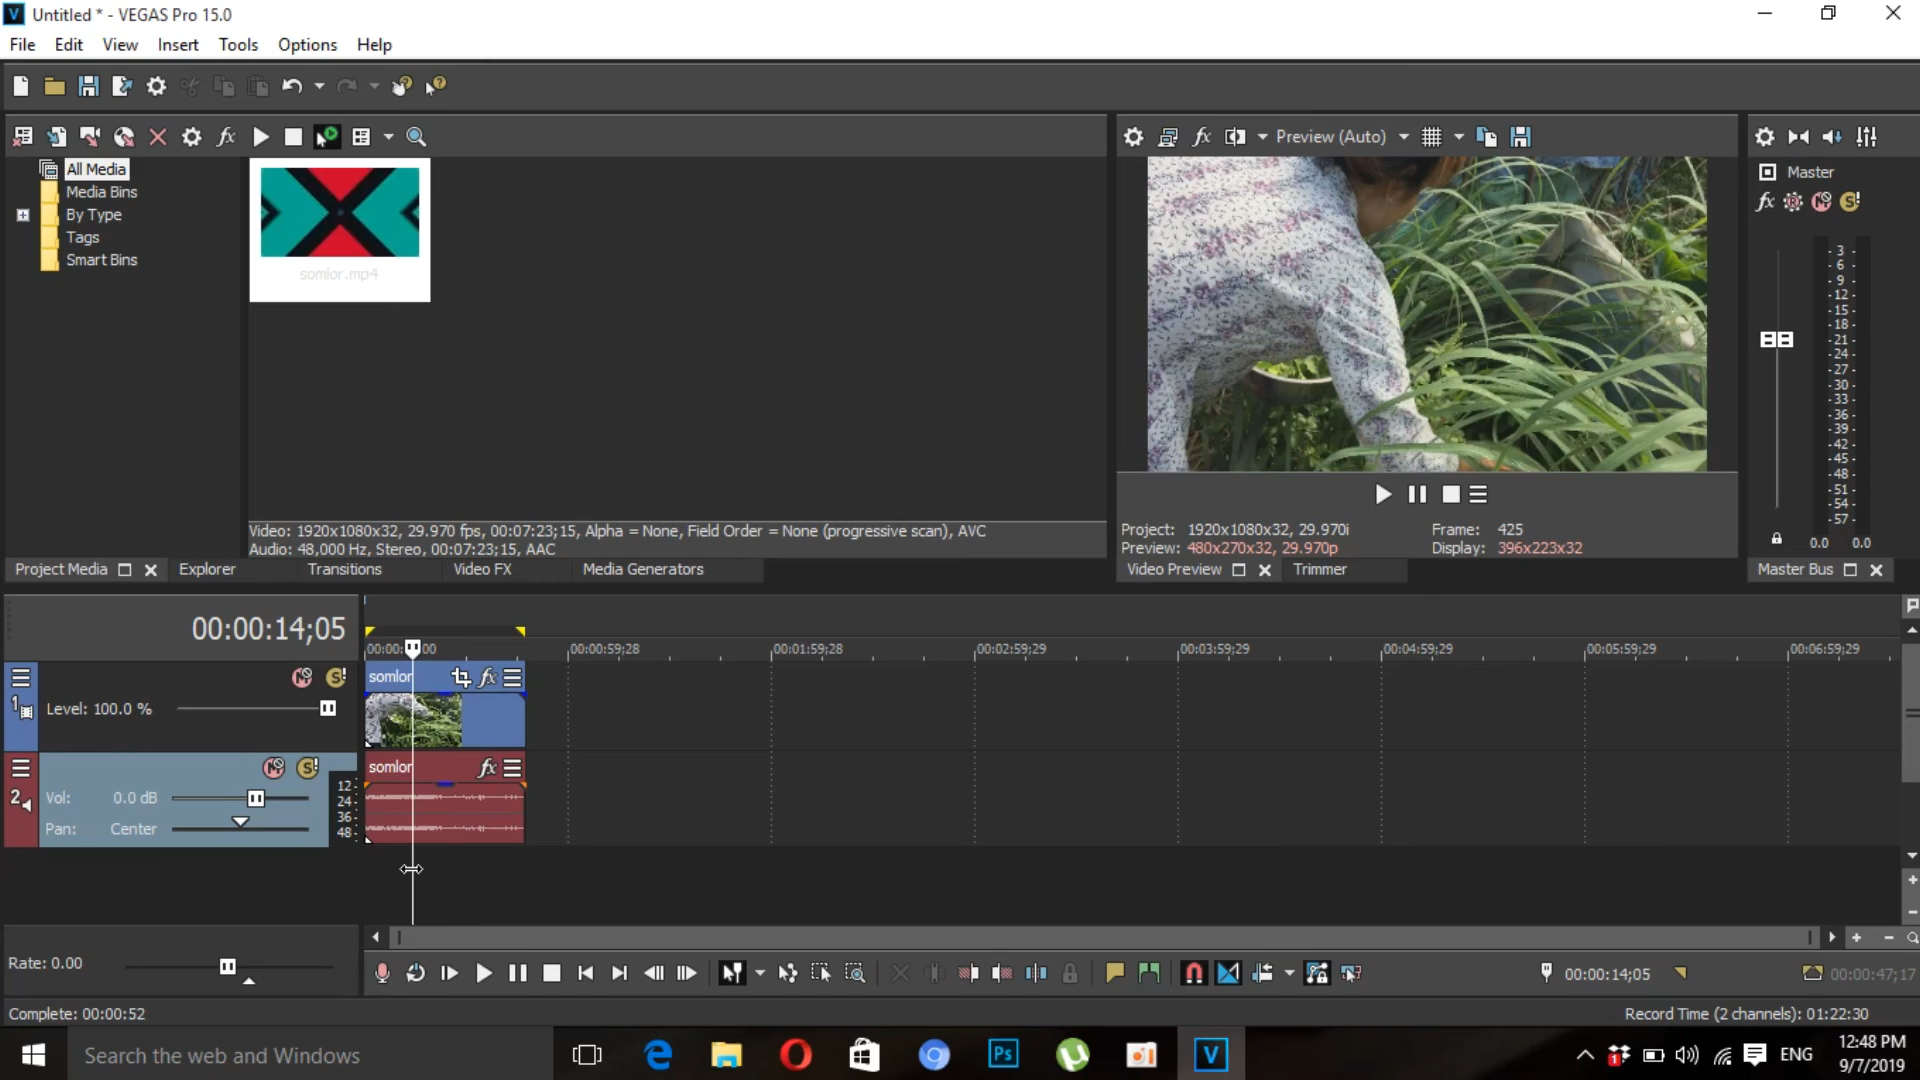 Untitled * - VEGAS Pro 15.0
File Edit View Insert Tools Options Help
Preview (Auto)
All Media
Media Bins
By Type
Tags
Smart Bins
somlor.mp4
Master
3
-6-
-9-
-12-
-15-
-18-
-21-
-24-
-27-
-30-
-33-
-36-
-39-
-42-
-45-
-48-
-51-
-54-
-57-
0.0 0.0
Video: 1920x1080x32, 29.970 fps, 00:07:23;15, Alpha = None, Field Order = None (progressive scan), AVC
Audio: 48,000 Hz, Stereo, 00:07:23;15, AAC
Project: 1920x1080x32, 29.970i Frame: 425
Preview: 480x270x32, 29.970p Display: 396x223x32
Project Media Explorer Transitions Video FX Media Generators
Video Preview Trimmer
Master Bus
00:00:14;05
00:00: 00 00:00:59;28 00:01:59;28 00:02:59;29 00:03:59;29 00:04:59;29 00:05:59;29 00:06:59;29
1 Level: 100.0 %
somlor fx
2 Vol: 0.0 dB
Pan: Center
12-
24-
36-
48-
somlor fx
Rate: 0.00
00:00:14;05 00:00:47;17
Complete: 00:00:52
Record Time (2 channels): 01:22:30
Search the web and Windows
Ps
V
1
ENG
12:48 PM
9/7/2019